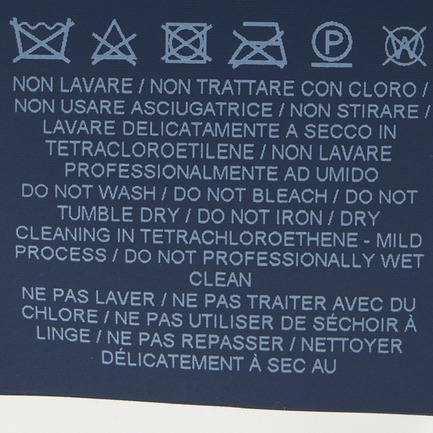 P W
NON LAVARE / NON TRATTARE CON CLORO /
NON USARE ASCIUGATRICE / NON STIRARE /
LAVARE DELICATAMENTE A SECCO IN
TETRACLOROETILENE / NON LAVARE
PROFESSIONALMENTE AD UMIDO
DO NOT WASH / DO NOT BLEACH / DO NOT
TUMBLE DRY / DO NOT IRON / DRY
CLEANING IN TETRACHLOROETHENE - MILD
PROCESS / DO NOT PROFESSIONALLY WET
CLEAN
NE PAS LAVER / NE PAS TRAITER AVEC DU
CHLORE / NE PAS UTILISER DE SÉCHOIR À
LINGE / NE PAS REPASSER / NETTOYER
DÉLICATEMENT À SEC AU